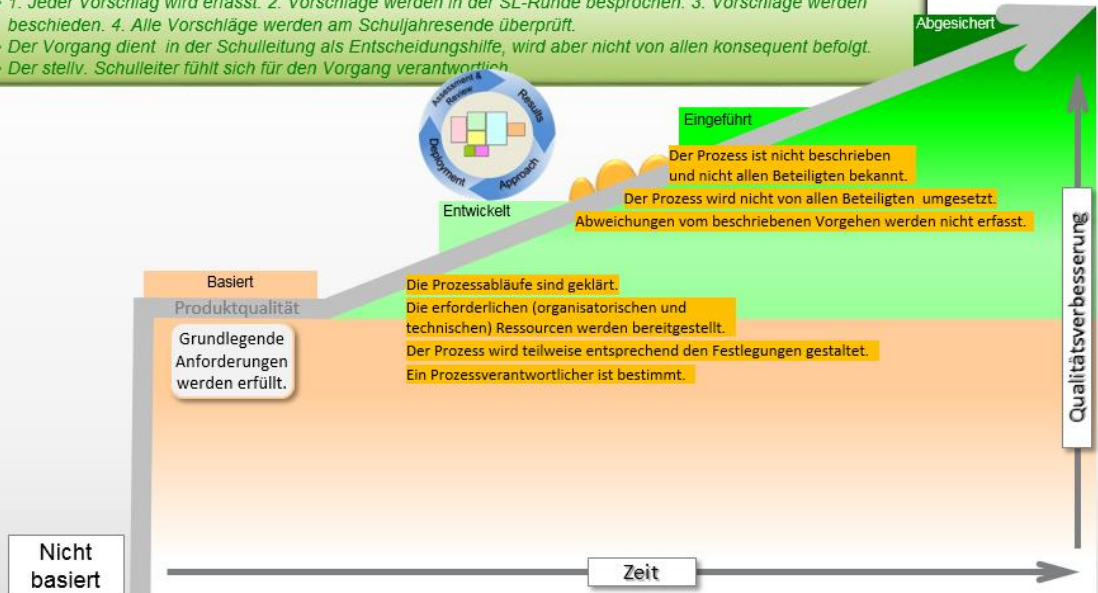 1. Jeder Vorschlag wird erfasst. 2. Vorschläge werden in der SL-Runde besprochen. 3. Vorschläge werden
beschieden. 4. Alle Vorschläge werden am Schuljahresende überprüft.
Der Vorgang dient in der Schulleitung als Entscheidungshilfe, wird aber nicht von allen konsequent befolgt.
Der stellv. Schulleiter fühlt sich für den Vorgang verantwortlich
Abgesichert
Assessment &
Review
Results
Deployment
Approach
Eingeführt
Der Prozess ist nicht beschrieben
und nicht allen Beteiligten bekannt.
Der Prozess wird nicht von allen Beteiligten umgesetzt.
Entwickelt
Abweichungen vom beschriebenen Vorgehen werden nicht erfasst.
Basiert
Produktqualität
Grundlegende
Anforderungen
werden erfüllt.
Die Prozessabläufe sind geklärt.
Die erforderlichen (organisatorischen und
technischen) Ressourcen werden bereitgestellt.
Der Prozess wird teilweise entsprechend den Festlegungen gestaltet.
Ein Prozessverantwortlicher ist bestimmt.
Qualitätsverbesserung
Nicht
basiert
Zeit